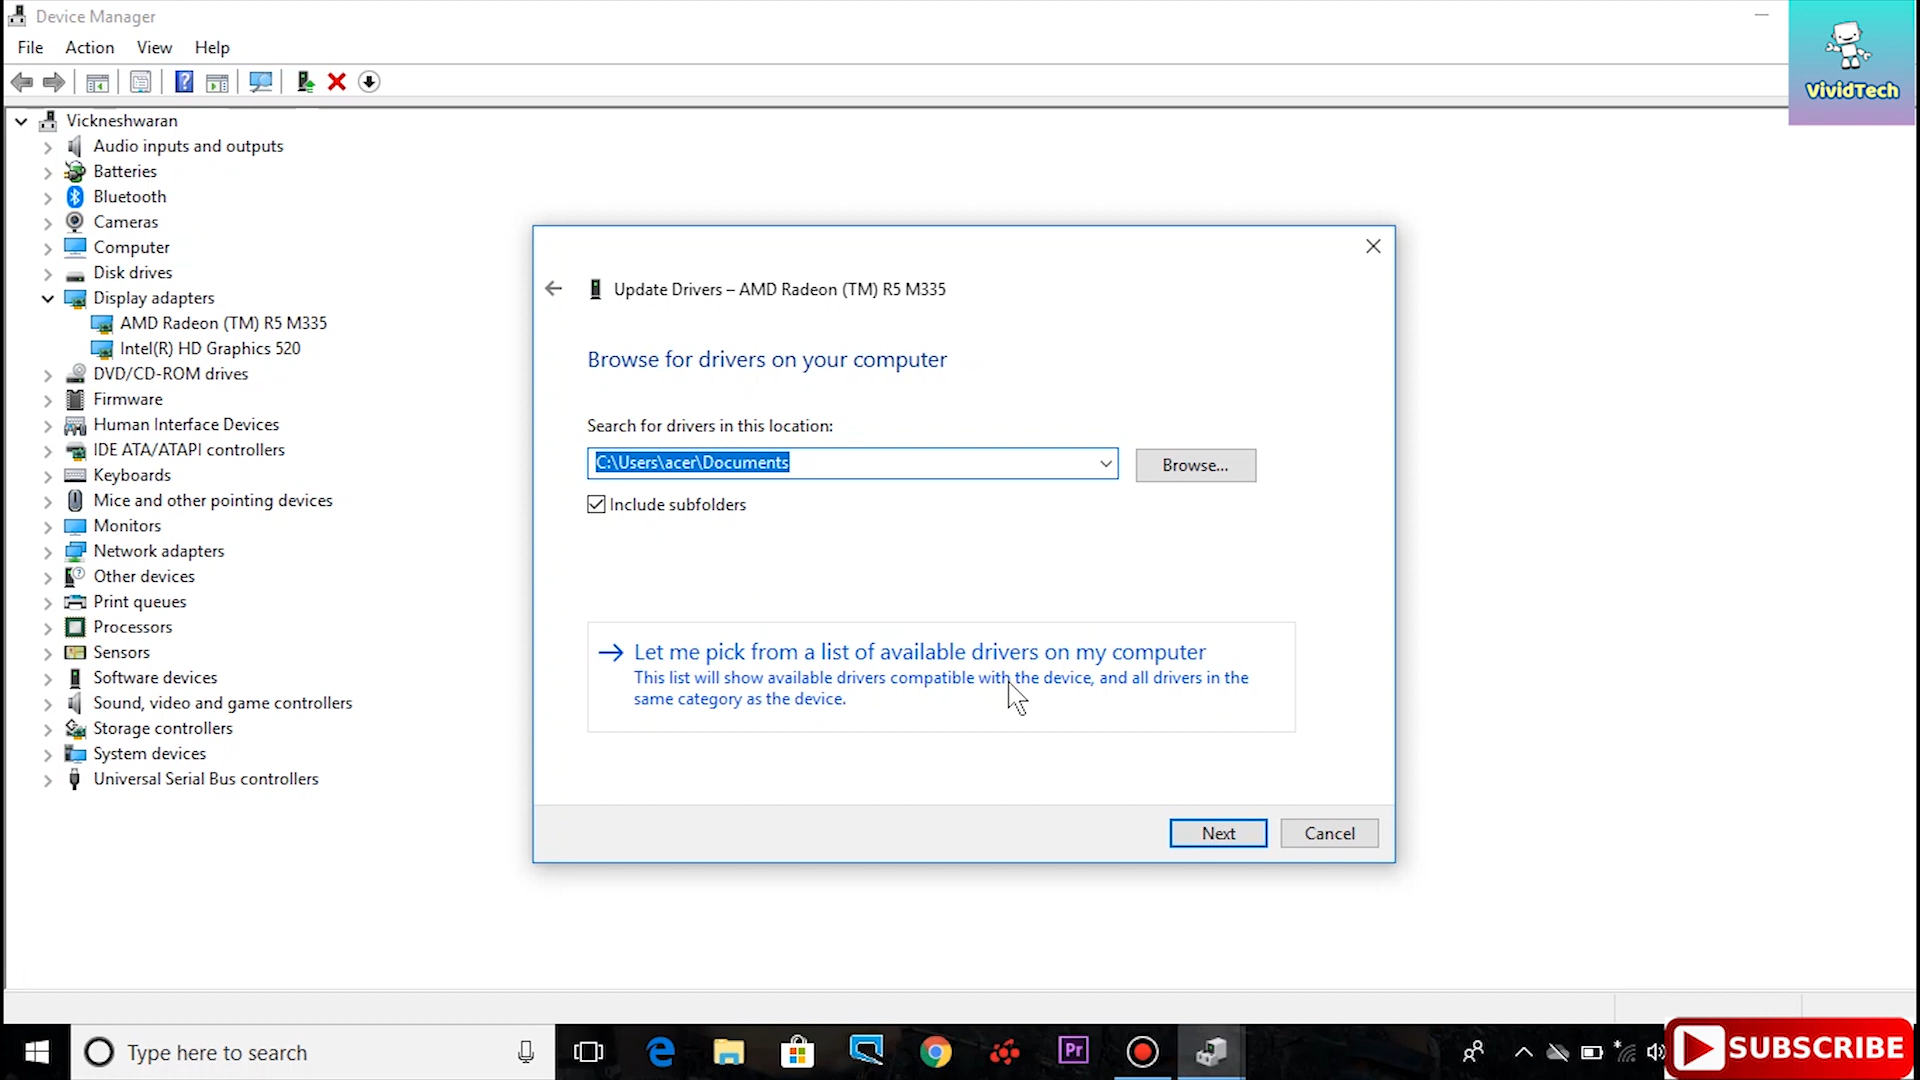 Device Manager
File Action View Help
VividTech
Vickneshwaran
Audio inputs and outputs
Batteries
Bluetooth
Cameras
Computer
Disk drives
Display adapters
AMD Radeon (TM) R5 M335
Intel(R) HD Graphics 520
DVD/CD-ROM drives
Firmware
Human Interface Devices
IDE ATA/ATAPI controllers
Keyboards
Mice and other pointing devices
Monitors
Network adapters
Other devices
Print queues
Processors
Sensors
Software devices
Sound, video and game controllers
Storage controllers
System devices
Universal Serial Bus controllers
Update Drivers – AMD Radeon (TM) R5 M335
Browse for drivers on your computer
Search for drivers in this location:
C:\Users\acer\Documents
Browse...
Include subfolders
Let me pick from a list of available drivers on my computer
This list will show available drivers compatible with the device, and all drivers in the
same category as the device.
Next Cancel
Type here to search
Pr
SUBSCRIBE